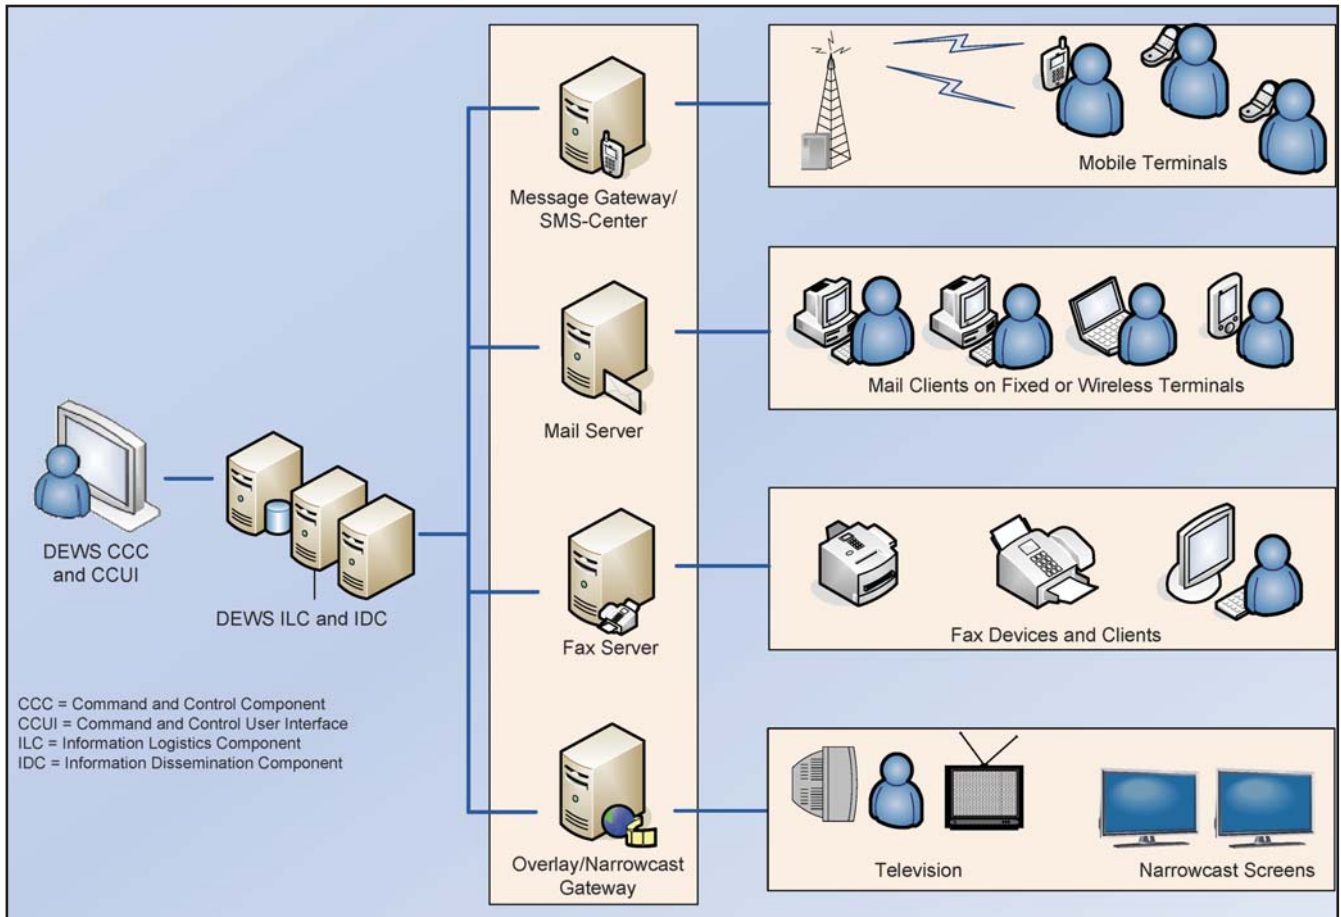 Message Gateway/
SMS-Center
Mobile Terminals
Mail Server
Mail Clients on Fixed or Wireless Terminals
DEWS CCC
and CCUI
DEWS ILC and IDC
Fax Server
Fax Devices and Clients
CCC = Command and Control Component
CCUI = Command and Control User Interface
ILC = Information Logistics Component
IDC = Information Dissemination Component
Overlay/Narrowcast
Gateway
Television
Narrowcast Screens